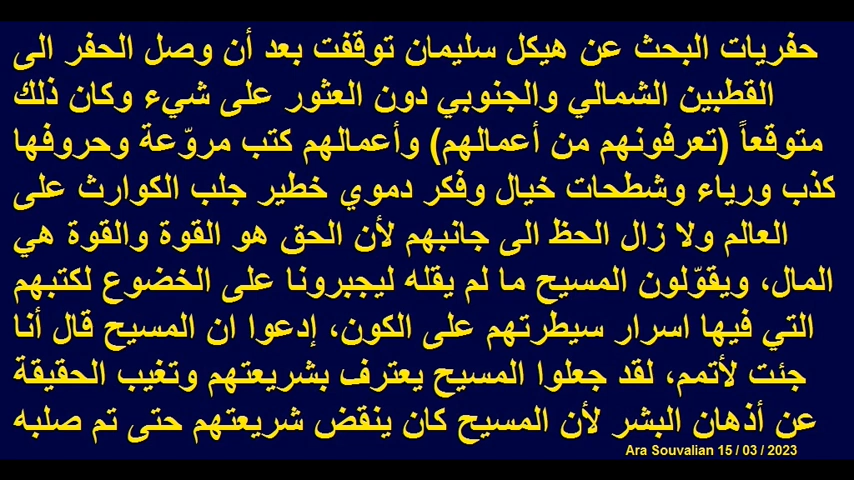 حفريات البحث عن هيكل سليمان توقفت بعد أن وصل الحفر الى
القطبين الشمالي والجنوبي دون العثور على شيء وكان ذلك
متوقعاً (تعرفونهم من أعمالهم) وأعمالهم كتب مروّعة وحروفها
كذب ورياء وشطحات خيال وفكر دموي خطير جلب الكوارث على
العالم ولا زال الحظ الى جانبهم لأن الحق هو القوة والقوة هي
المال، ويقوّلون المسيح ما لم يقله ليجبرونا على الخضوع لكتبهم
التي فيها اسرار سيطرتهم على الكون، إدعوا ان المسيح قال أنا
جئت لأتمم، لقد جعلوا المسيح يعترف بشريعتهم وتغيب الحقيقة
عن أذهان البشر لأن المسيح كان ينقض شريعتهم حتى تم صلبه
Ara Souvalian 15 / 03 / 2023